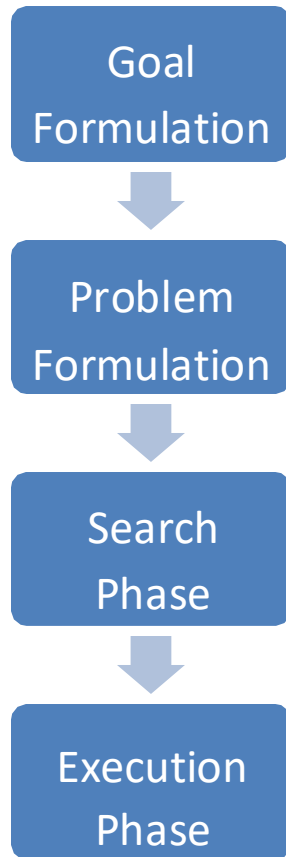 Goal
Formulation
Problem
Formulation
Search
Phase
Execution
Phase